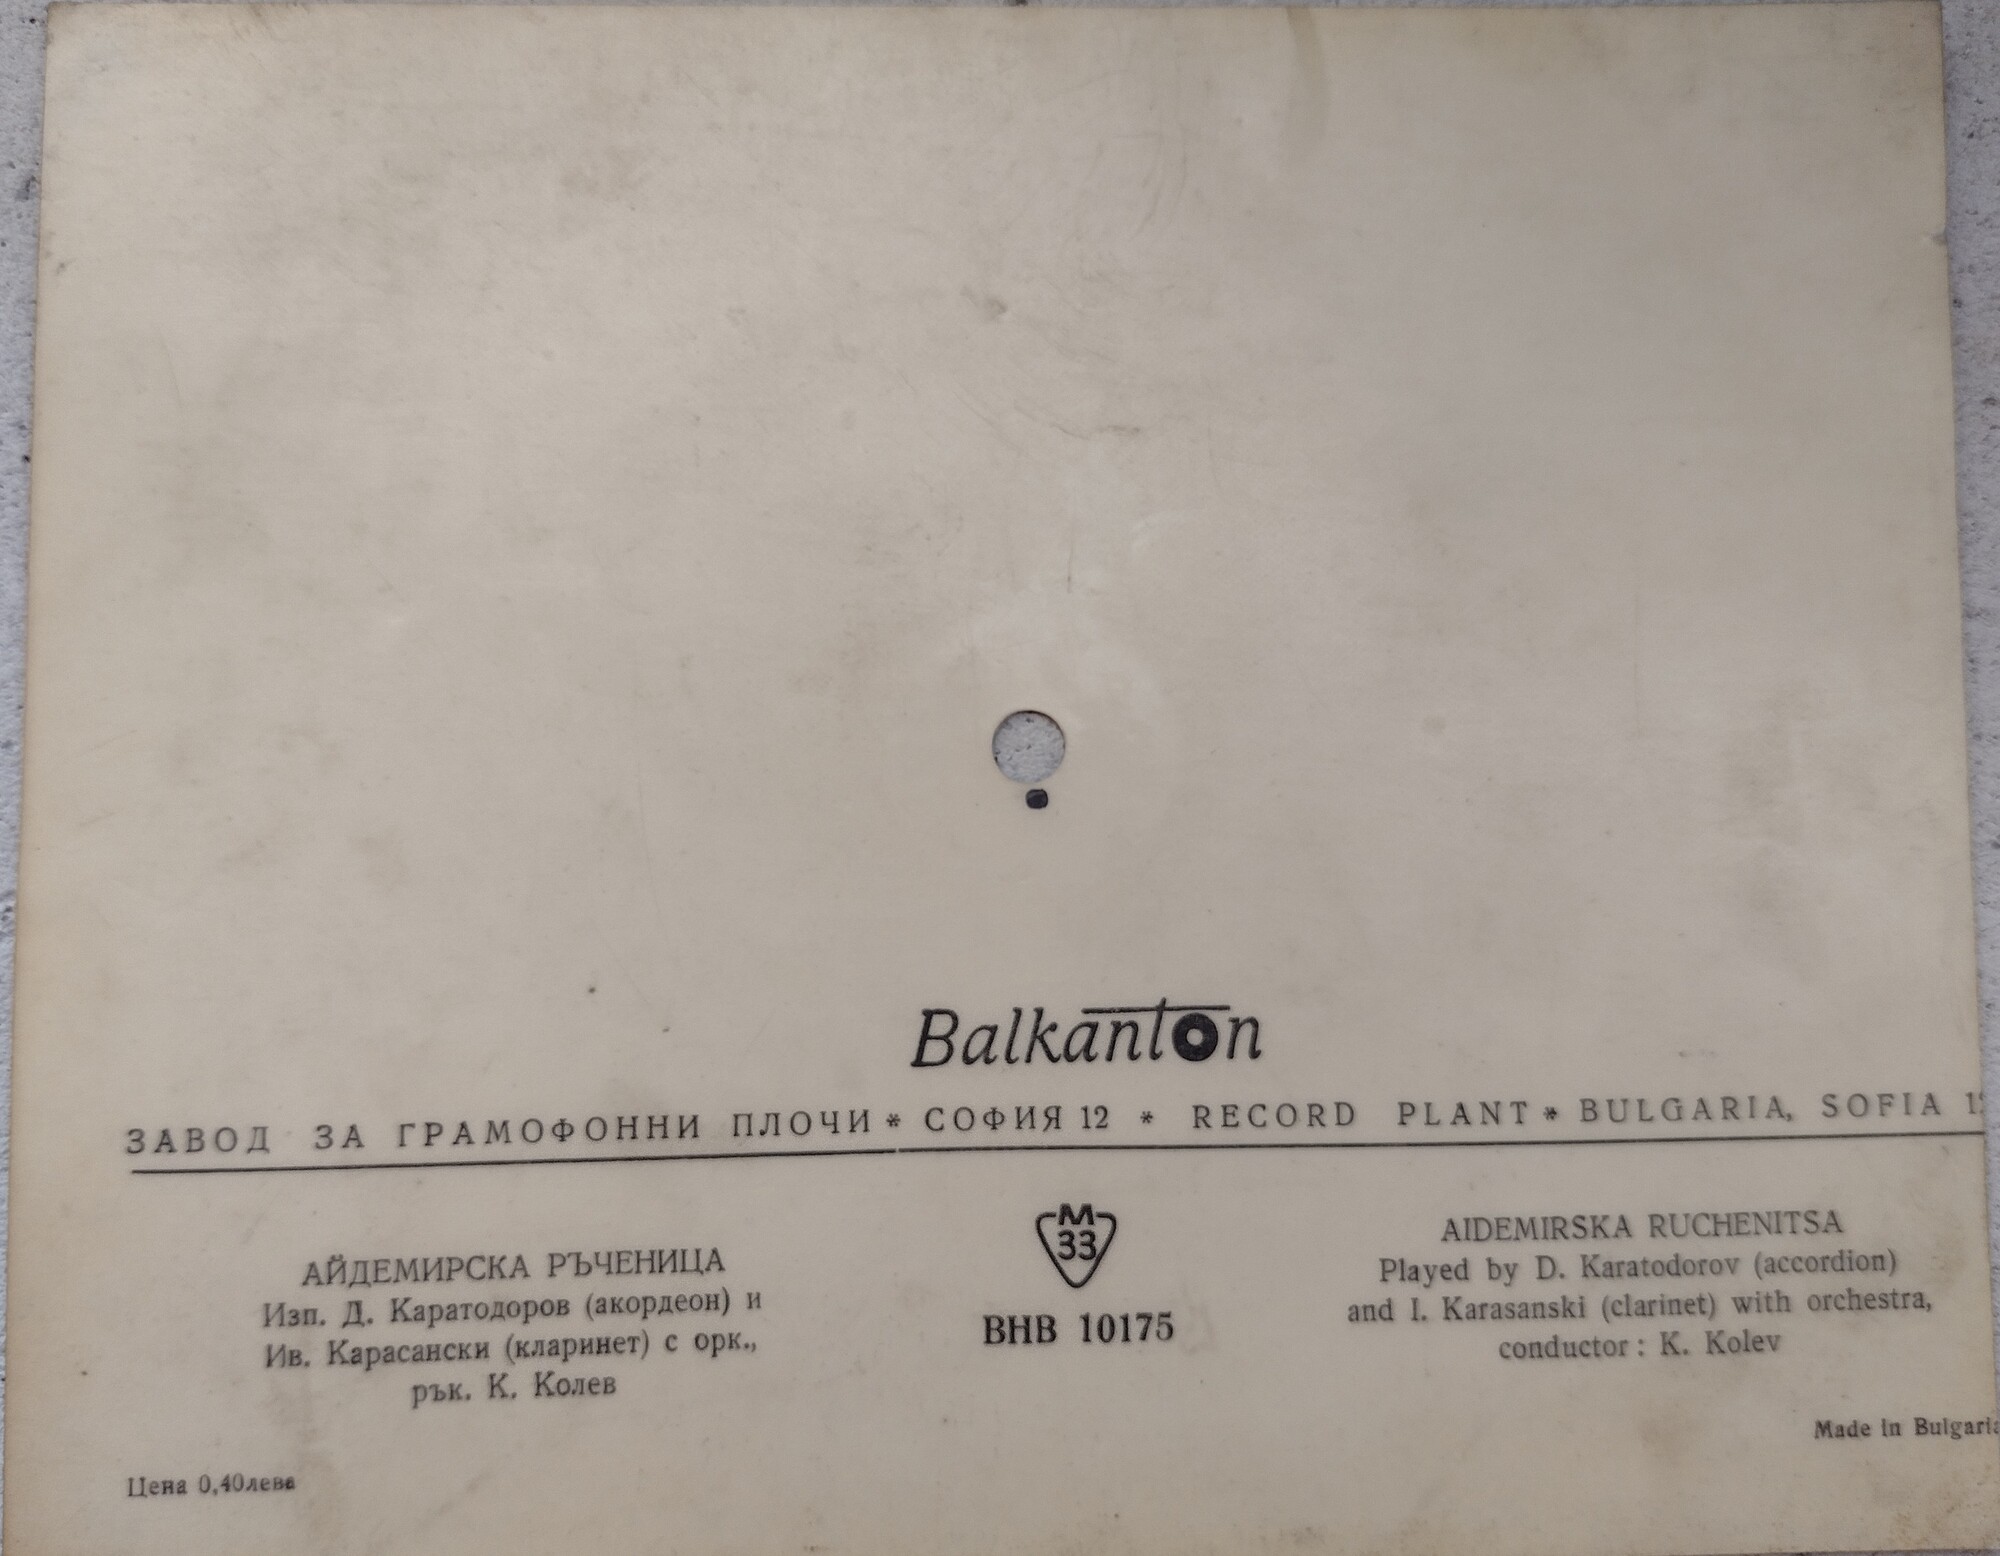 Balkanton
ЗАВОД ЗА ГРАМОФОННИ ПЛОЧИ * СОФИЯ 12 * RECORD PLANT * BULGARIA, SOFIA 12
АЙДЕМИРСКА РЪЧЕНИЦА
Изп. Д. Каратодоров (акордеон) и
Ив. Карасански (кларинет) с орк.,
рък. К. Колев
Цена 0,40лева
М
33
ВНВ 10175
AIDEMIRSKA RUCHENITSA
Played by D. Karatodorov (accordion)
and I. Karasanski (clarinet) with orchestra,
conductor : K. Kolev
Made in Bulgaria